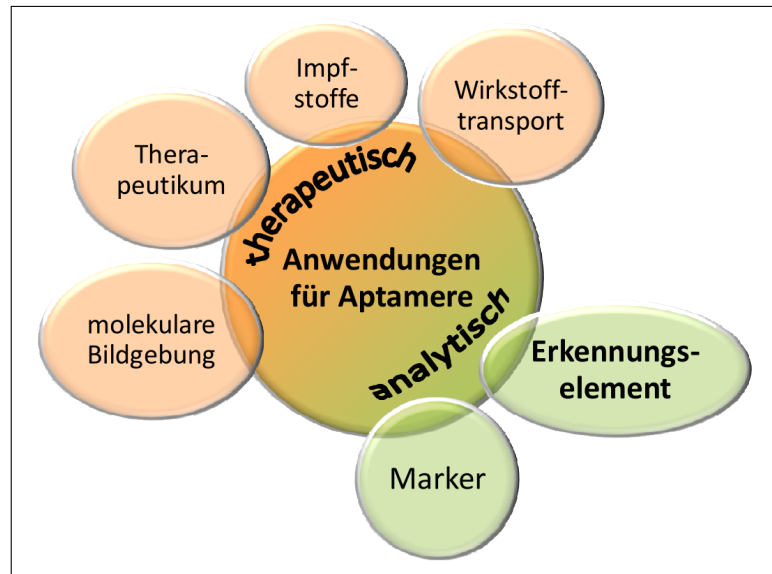 Impf-
stoffe
Wirkstoff-
transport
Thera-
peutikum
therapeutisch
Anwendungen
für Aptamere
molekulare
Bildgebung
analytisch
Erkennungs-
element
Marker